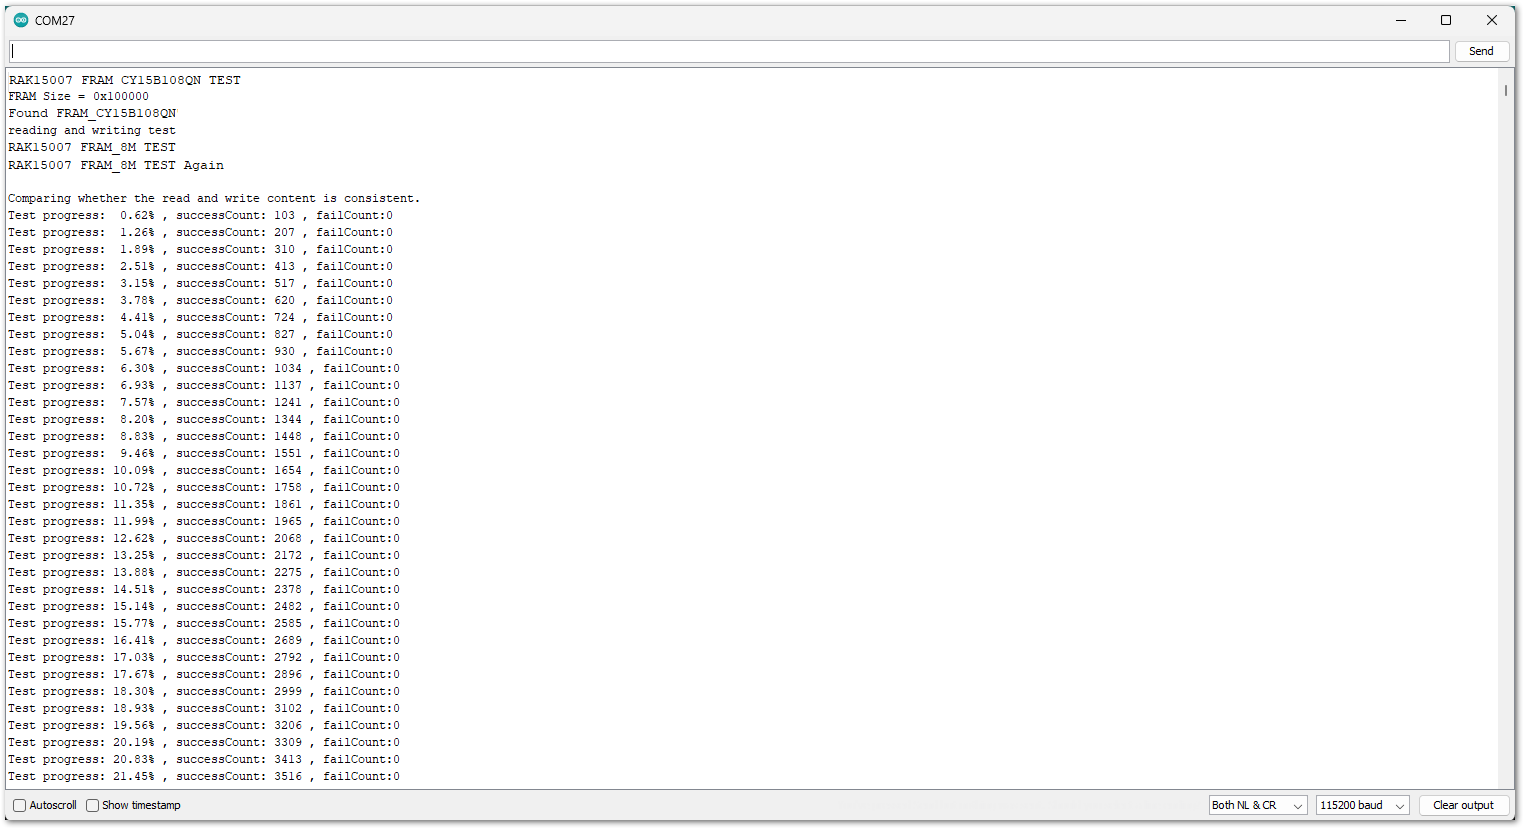 COM27
Send
RAK15007 FRAM CY15B108QN TEST
FRAM Size = 0x100000
Found FRAM_CY15B108QN
reading and writing test
RAK15007 FRAM_8M TEST
RAK15007 FRAM_8M TEST Again
Comparing whether the read and write content is consistent.
Test progress:  0.62% , successCount: 103 , failCount:0
Test progress:  1.26% , successCount: 207 , failCount:0
Test progress:  1.89% , successCount: 310 , failCount:0
Test progress:  2.51% , successCount: 413 , failCount:0
Test progress:  3.15% , successCount: 517 , failCount:0
Test progress:  3.78% , successCount: 620 , failCount:0
Test progress:  4.41% , successCount: 724 , failCount:0
Test progress:  5.04% , successCount: 827 , failCount:0
Test progress:  5.67% , successCount: 930 , failCount:0
Test progress:  6.30% , successCount: 1034 , failCount:0
Test progress:  6.93% , successCount: 1137 , failCount:0
Test progress:  7.57% , successCount: 1241 , failCount:0
Test progress:  8.20% , successCount: 1344 , failCount:0
Test progress:  8.83% , successCount: 1448 , failCount:0
Test progress:  9.46% , successCount: 1551 , failCount:0
Test progress: 10.09% , successCount: 1654 , failCount:0
Test progress: 10.72% , successCount: 1758 , failCount:0
Test progress: 11.35% , successCount: 1861 , failCount:0
Test progress: 11.99% , successCount: 1965 , failCount:0
Test progress: 12.62% , successCount: 2068 , failCount:0
Test progress: 13.25% , successCount: 2172 , failCount:0
Test progress: 13.88% , successCount: 2275 , failCount:0
Test progress: 14.51% , successCount: 2378 , failCount:0
Test progress: 15.14% , successCount: 2482 , failCount:0
Test progress: 15.77% , successCount: 2585 , failCount:0
Test progress: 16.41% , successCount: 2689 , failCount:0
Test progress: 17.03% , successCount: 2792 , failCount:0
Test progress: 17.67% , successCount: 2896 , failCount:0
Test progress: 18.30% , successCount: 2999 , failCount:0
Test progress: 18.93% , successCount: 3102 , failCount:0
Test progress: 19.56% , successCount: 3206 , failCount:0
Test progress: 20.19% , successCount: 3309 , failCount:0
Test progress: 20.83% , successCount: 3413 , failCount:0
Test progress: 21.45% , successCount: 3516 , failCount:0
Autoscroll Show timestamp Both NL & CR 115200 baud Clear output